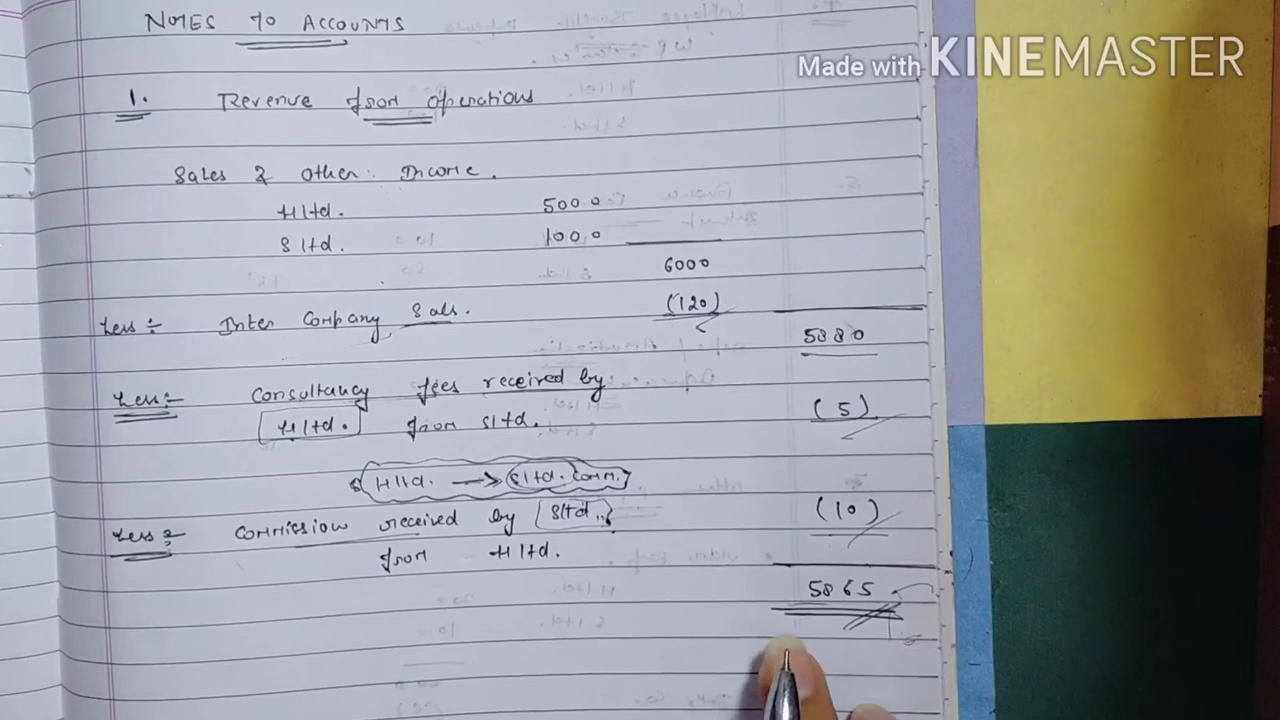 NOTES TO ACCOUNTS
Made with KINEMASTER
1. Revenue from operations
Sales & Other Income.
H ltd. 5000
S ltd. 1000
6000
Less:- Inter Company Sales. (120)
5880
Less:- Consultancy fees received by
H ltd. from S ltd. (5)
H ltd. → S ltd. comm.
Less:- Commission received by S ltd. (10)
from H ltd.
5865